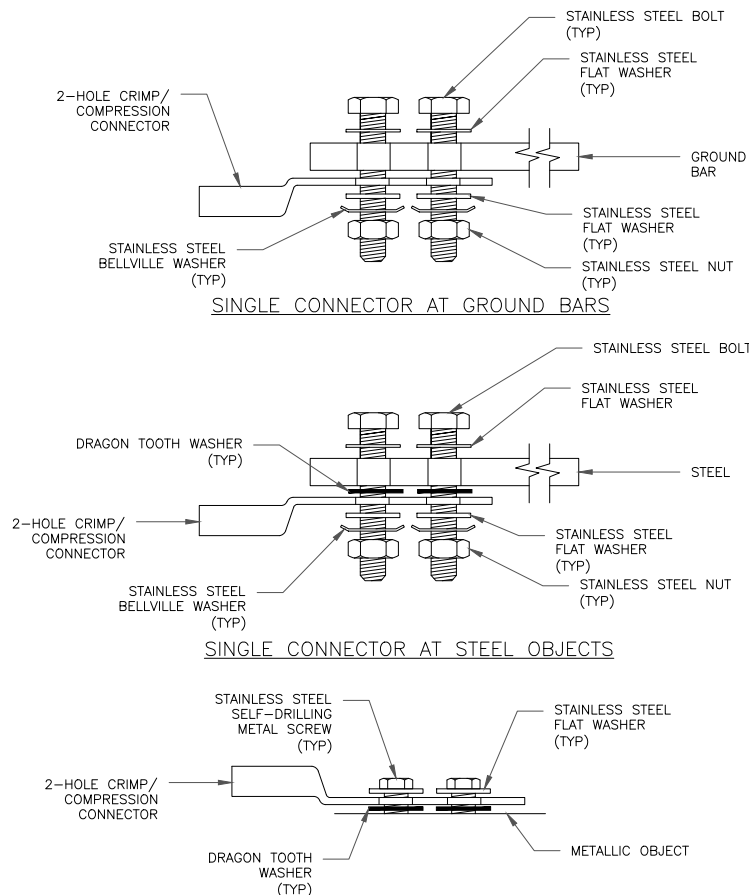 STAINLESS STEEL BOLT
(TYP)
STAINLESS STEEL
FLAT WASHER
(TYP)
2-HOLE CRIMP/
COMPRESSION
CONNECTOR
GROUND
BAR
STAINLESS STEEL
FLAT WASHER
(TYP)
STAINLESS STEEL
BELLVILLE WASHER
(TYP)
STAINLESS STEEL NUT
(TYP)
SINGLE CONNECTOR AT GROUND BARS
STAINLESS STEEL BOLT
STAINLESS STEEL
FLAT WASHER
DRAGON TOOTH WASHER
(TYP)
STEEL
2-HOLE CRIMP/
COMPRESSION
CONNECTOR
STAINLESS STEEL
FLAT WASHER
(TYP)
STAINLESS STEEL
BELLVILLE WASHER
(TYP)
STAINLESS STEEL NUT
(TYP)
SINGLE CONNECTOR AT STEEL OBJECTS
STAINLESS STEEL
SELF-DRILLING
METAL SCREW
(TYP)
STAINLESS STEEL
FLAT WASHER
(TYP)
2-HOLE CRIMP/
COMPRESSION
CONNECTOR
DRAGON TOOTH
WASHER
(TYP)
METALLIC OBJECT